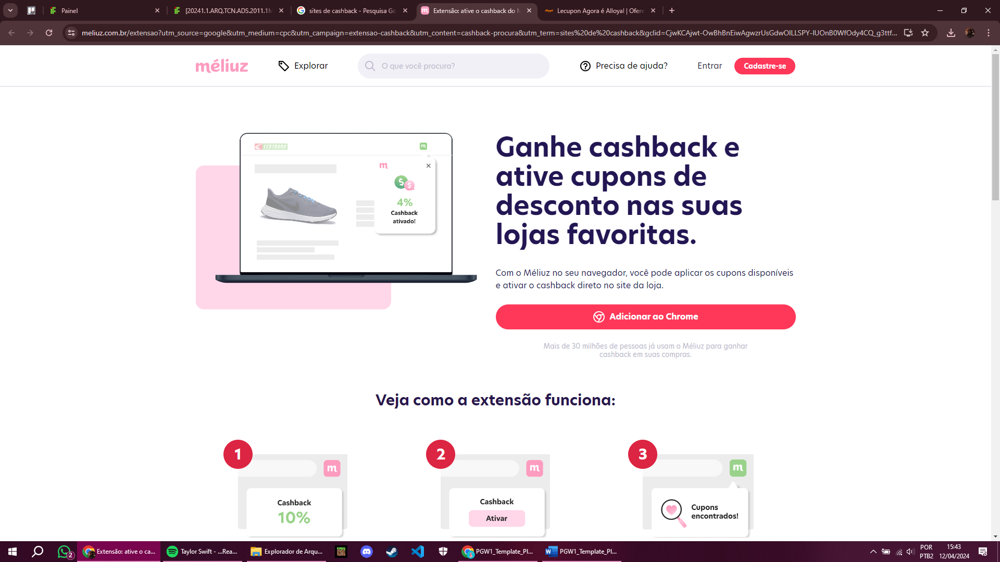 Painel
[20241.1.ARQ.TCN.ADS.2011.1M
sites de cashback - Pesquisa Go
Extensão: ative o cashback do M
Lecupon Agora é Alloyal | Ofere
meliuz.com.br/extensao?utm_source=google&utm_medium=cpc&utm_campaign=extensao-cashback&utm_content=cashback-procura&utm_term=sites%20de%20cashback&gclid=CjwKCAjwt-OwBhBnEiwAgwzrUsGdwOILLSPY-IUOnB0WfOdy4CQ_g3ttf...
méliuz
Explorar
O que você procura?
Precisa de ajuda?
Entrar
Cadastre-se
CENTAURO
m
m
4%
Cashback
ativado!
Ganhe cashback e
ative cupons de
desconto nas suas
lojas favoritas.
Com o Méliuz no seu navegador, você pode aplicar os cupons disponíveis
e ativar o cashback direto no site da loja.
Adicionar ao Chrome
Mais de 30 milhões de pessoas já usam o Méliuz para ganhar
cashback em suas compras.
Veja como a extensão funciona:
1
m
Cashback
10%
2
m
Cashback
Ativar
3
m
Cupons
encontrados!
2
Extensão: ative o ca...
Taylor Swift - ...Rea...
Explorador de Arqu...
PGW1_Template_Pl...
PGW1_Template_Pl...
POR
PTB2
15:43
12/04/2024